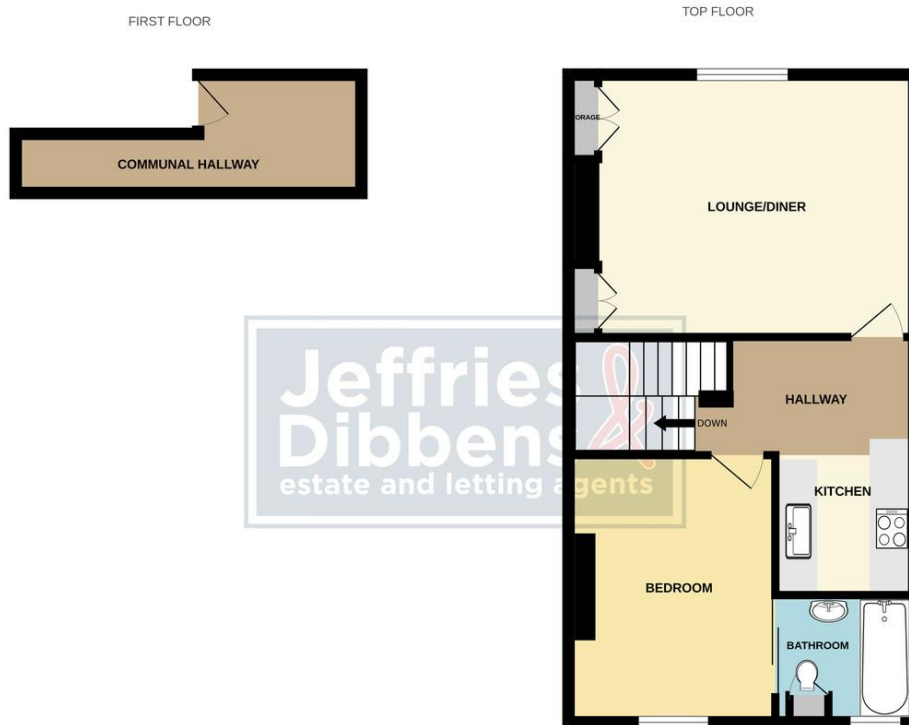 FIRST FLOOR
TOP FLOOR
COMMUNAL HALLWAY
ORAGE
LOUNGE/DINER
HALLWAY
DOWN
KITCHEN
BEDROOM
BATHROOM
Jeffries &
Dibbens
estate and letting agents